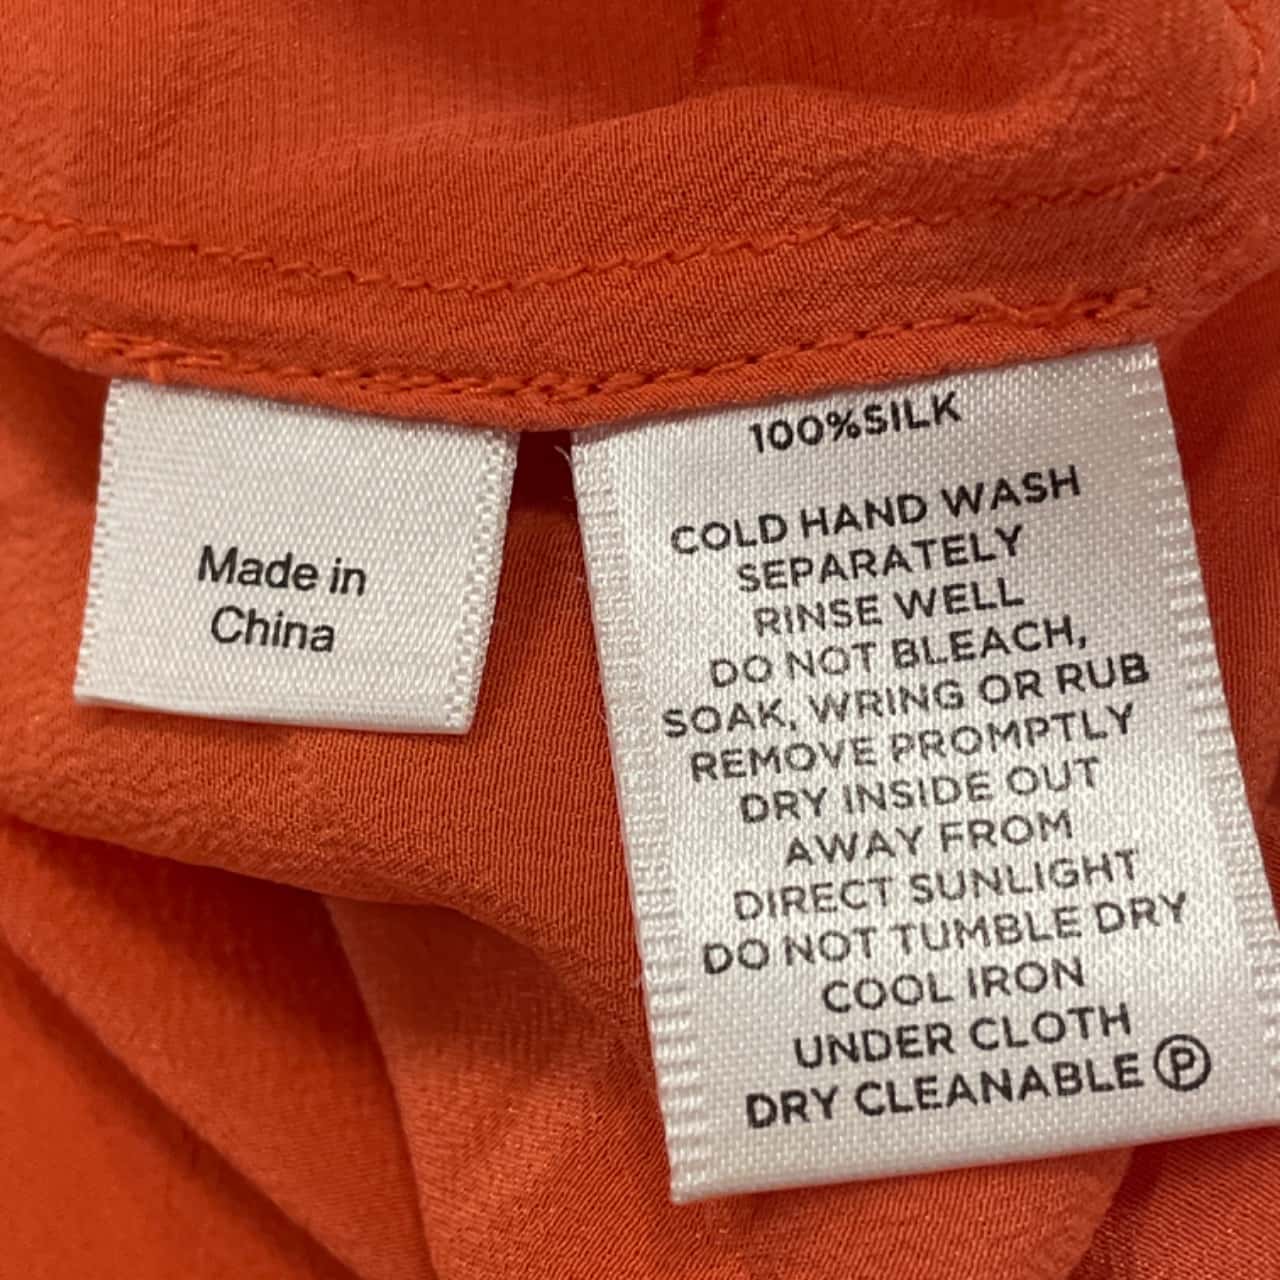 Made in
China
100%SILK
COLD HAND WASH
SEPARATELY
RINSE WELL
DO NOT BLEACH,
SOAK, WRING OR RUB
REMOVE PROMPTLY
DRY INSIDE OUT
AWAY FROM
DIRECT SUNLIGHT
DO NOT TUMBLE DRY
COOL IRON
UNDER CLOTH
DRY CLEANABLE Ⓟ